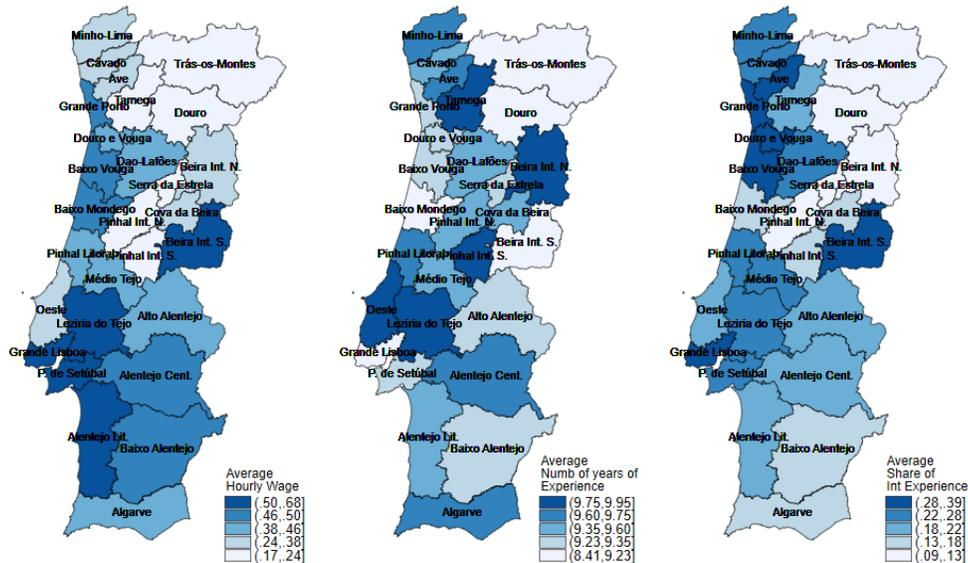 Minho-Lima
Cávado
Ave
Trás-os-Montes
Tamega
Grande Porto
Douro
Douro e Vouga
Dao-Lafões
Baixo Vouga
Beira Int. N.
Serra da Estrela
Baixo Mondego
Cova da Beira
Pinhal Int. N.
Beira Int. S.
Pinhal Litoral
Pinhal Int. S.
Médio Tejo
Oeste
Leziria do Tejo
Alto Alentejo
Grande Lisboa
P. de Setúbal
Alentejo Cent.
Alentejo Lit.
Baixo Alentejo
Algarve
Average
Hourly Wage
(.50,.68]
(.46,.50]
(.38,.46]
(.24,.38]
(.17,.24]
Minho-Lima
Cávado
Ave
Trás-os-Montes
Tamega
Grande Porto
Douro
Douro e Vouga
Dao-Lafões
Baixo Vouga
Beira Int. N.
Serra da Estrela
Baixo Mondego
Cova da Beira
Pinhal Int. N.
Beira Int. S.
Pinhal Litoral
Pinhal Int. S.
Médio Tejo
Oeste
Leziria do Tejo
Alto Alentejo
Grande Lisboa
P. de Setúbal
Alentejo Cent.
Alentejo Lit.
Baixo Alentejo
Algarve
Average
Numb of years of
Experience
(9.75,9.95]
(9.60,9.75]
(9.35,9.60]
(9.23,9.35]
(8.41,9.23]
Minho-Lima
Cávado
Ave
Trás-os-Montes
Tamega
Grande Porto
Douro
Douro e Vouga
Dao-Lafões
Baixo Vouga
Beira Int. N.
Serra da Estrela
Baixo Mondego
Cova da Beira
Pinhal Int. N.
Beira Int. S.
Pinhal Litoral
Pinhal Int. S.
Médio Tejo
Oeste
Leziria do Tejo
Alto Alentejo
Grande Lisboa
P. de Setúbal
Alentejo Cent.
Alentejo Lit.
Baixo Alentejo
Algarve
Average
Share of
Int Experience
(.28,.39]
(.22,.28]
(.18,.22]
(.13,.18]
(.09,.13]